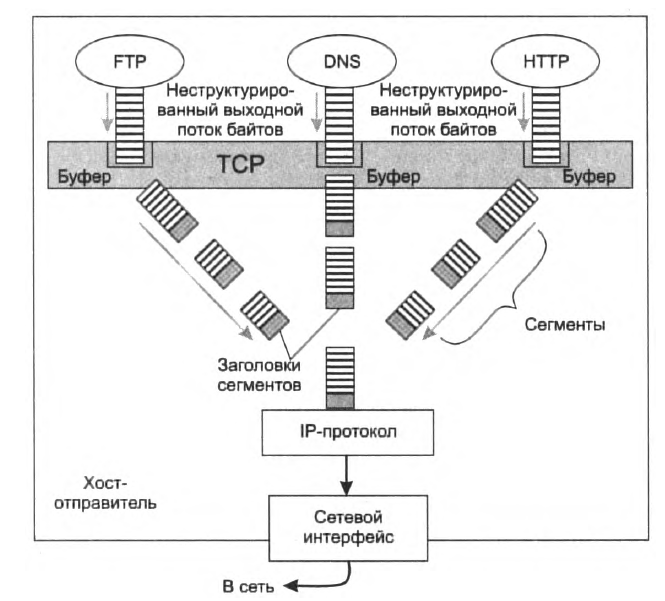 FTP
DNS
HTTP
Неструктуриро-
ванный выходной
поток байтов
Неструктуриро-
ванный выходной
поток байтов
TCP
Буфер
Буфер
Буфер
Сегменты
Заголовки
сегментов
IP-протокол
Хост-
отправитель
Сетевой
интерфейс
В сеть